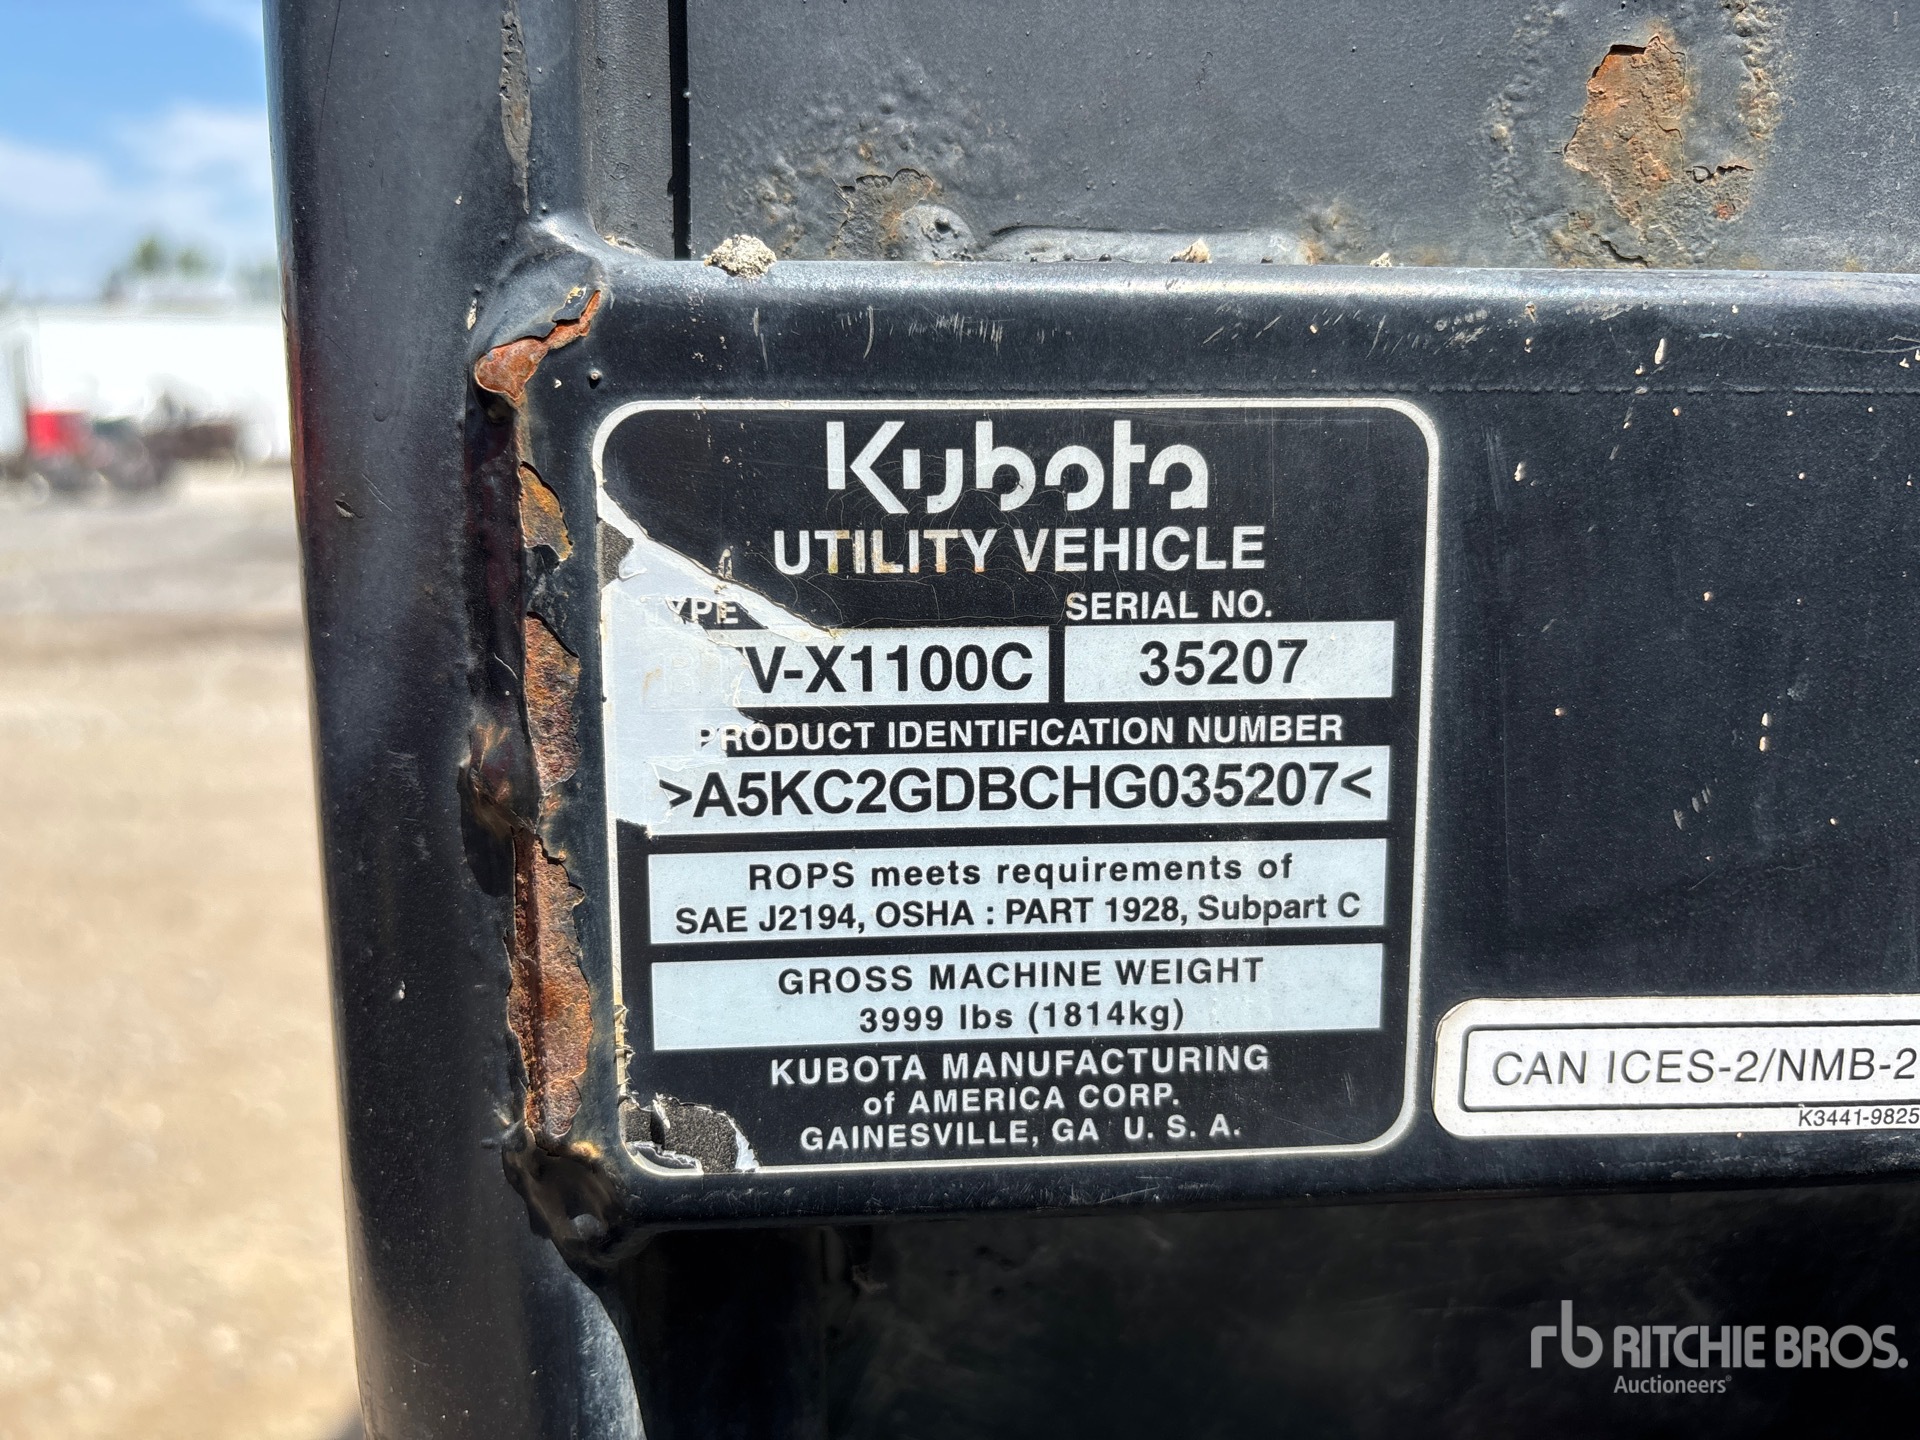 Kubota
UTILITY VEHICLE
TYPE
SERIAL NO.
V-X1100C
35207
PRODUCT IDENTIFICATION NUMBER
>A5KC2GDBCHG035207<
ROPS meets requirements of
SAE J2194, OSHA : PART 1928, Subpart C
GROSS MACHINE WEIGHT
3999 lbs (1814kg)
KUBOTA MANUFACTURING
of AMERICA CORP.
GAINESVILLE, GA U. S. A.
CAN ICES-2/NMB-2
K3441-9825
rb RITCHIE BROS.
Auctioneers